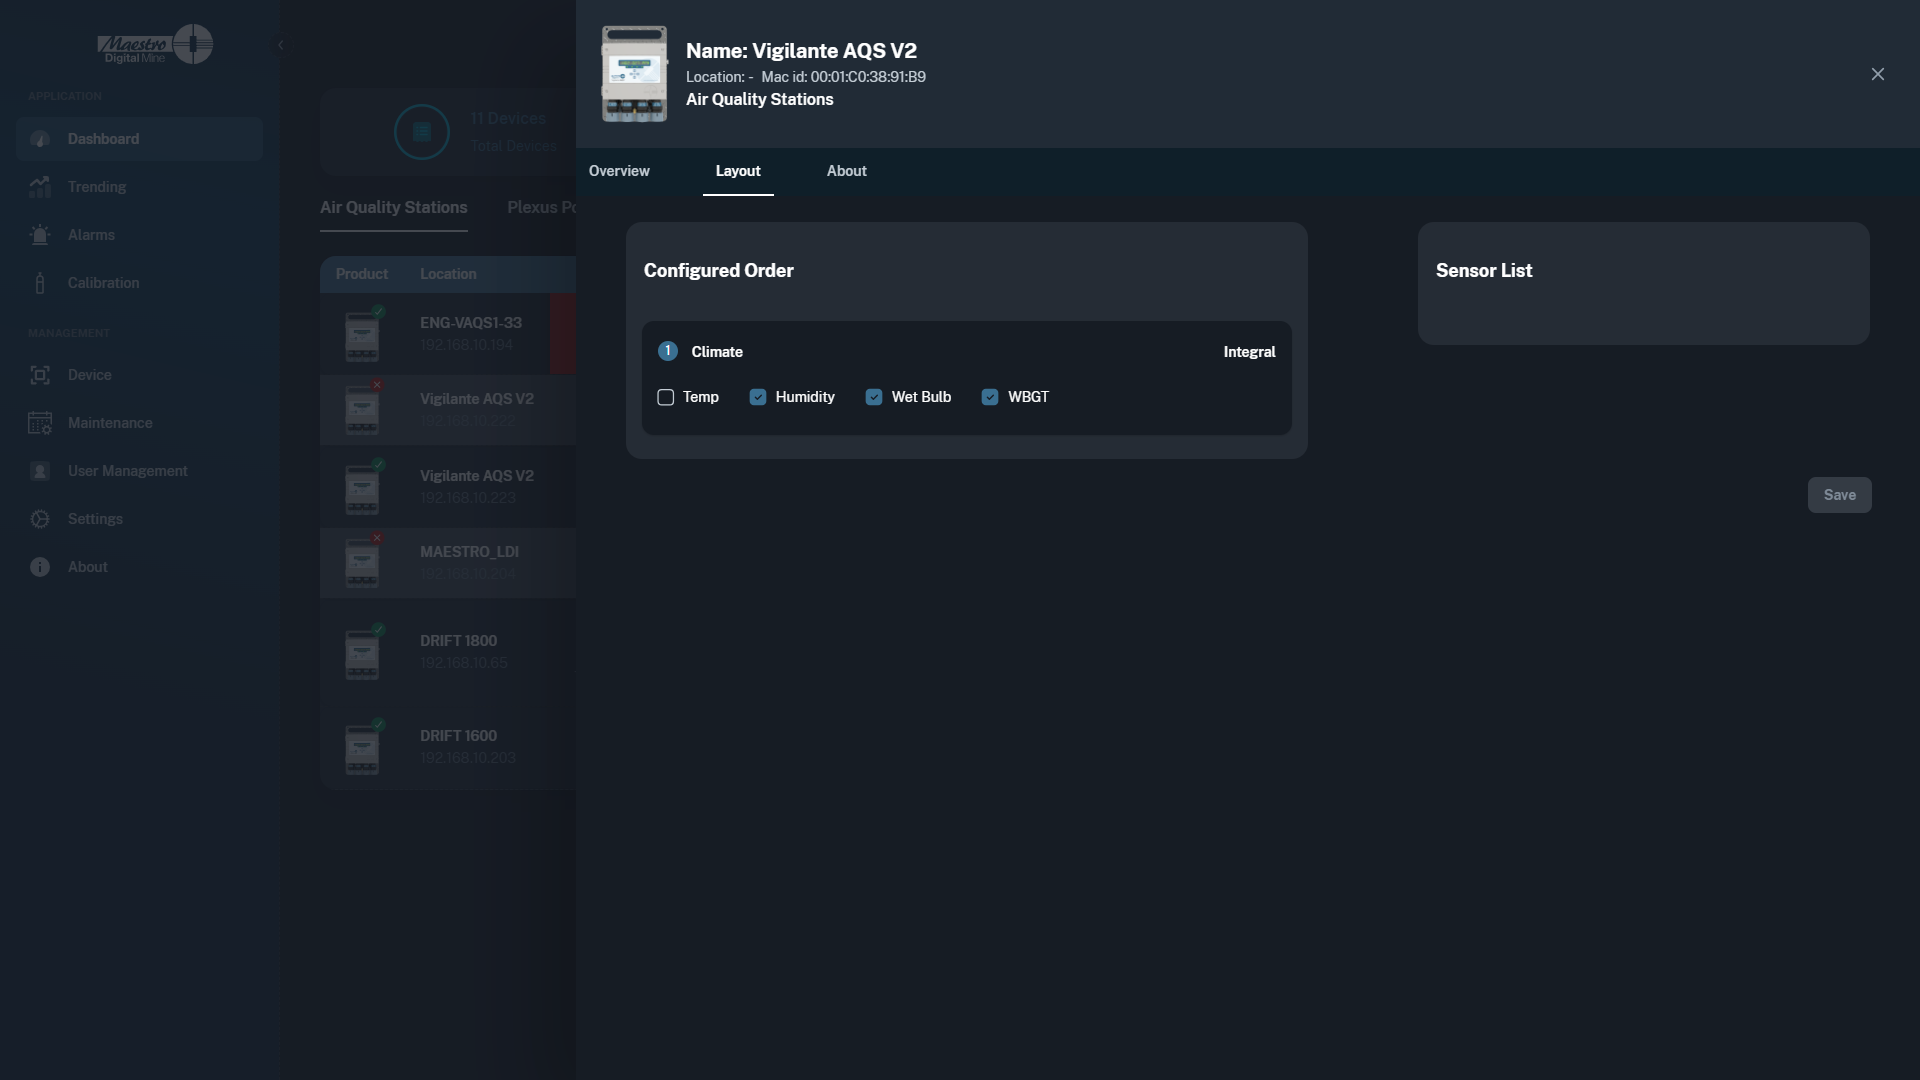 Maestro
Digital Mine
APPLICATION
Dashboard
Trending
Alarms
Calibration
MANAGEMENT
Device
Maintenance
User Management
Settings
About
11 Devices
Total Devices
Air Quality Stations
Plexus Po
Product
Location
ENG-VAQS1-33
192.168.10.194
Vigilante AQS V2
192.168.10.222
Vigilante AQS V2
192.168.10.223
MAESTRO_LDI
192.168.10.204
DRIFT 1800
192.168.10.65
DRIFT 1600
192.168.10.203
Name: Vigilante AQS V2
Location: - Mac id: 00:01:C0:38:91:B9
Air Quality Stations
Overview
Layout
About
Configured Order
1 Climate
Integral
Temp
Humidity
Wet Bulb
WBGT
Sensor List
Save